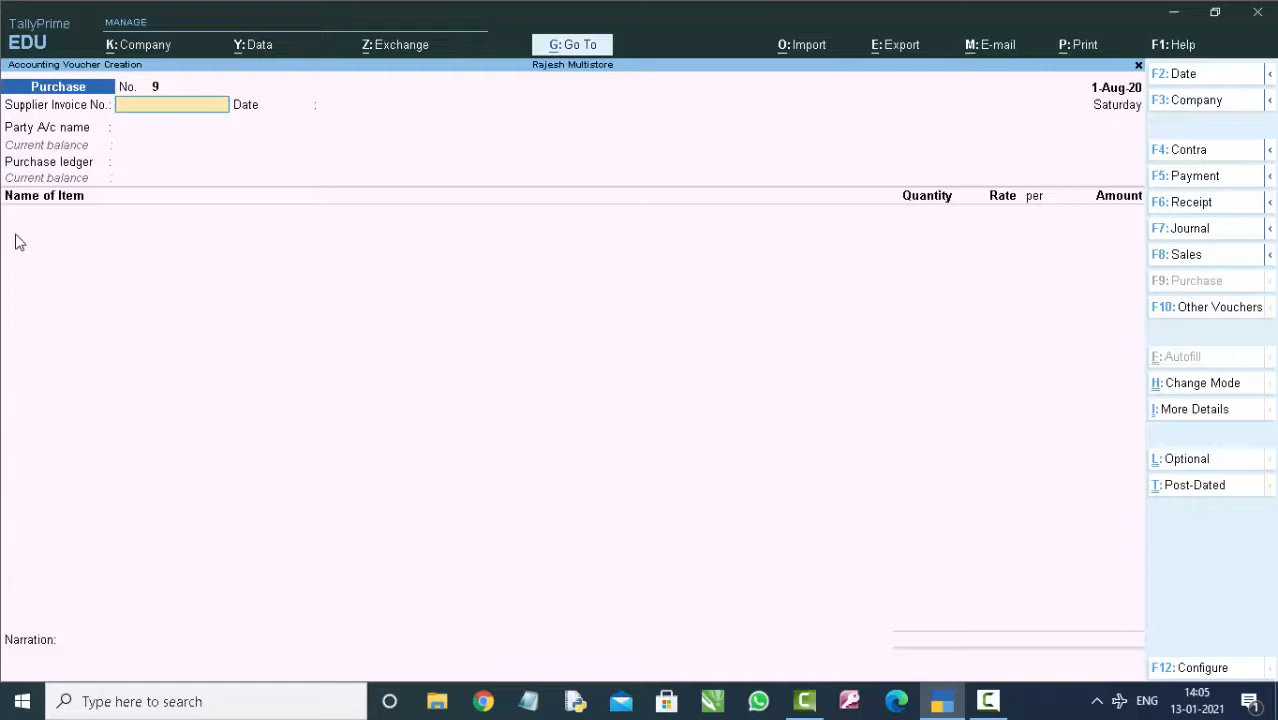 TallyPrime
EDU
MANAGE
K: Company Y: Data Z: Exchange G: Go To O: Import E: Export M: E-mail P: Print F1: Help
Accounting Voucher Creation Rajesh Multistore ×
Purchase No. 9 1-Aug-20
Supplier Invoice No.: Date : Saturday
Party A/c name :
Current balance :
Purchase ledger :
Current balance :
Name of Item Quantity Rate per Amount
Narration:
F2: Date
F3: Company
F4: Contra
F5: Payment
F6: Receipt
F7: Journal
F8: Sales
F9: Purchase
F10: Other Vouchers
E: Autofill
H: Change Mode
I: More Details
L: Optional
T: Post-Dated
F12: Configure
Type here to search ENG 14:05
13-01-2021 1